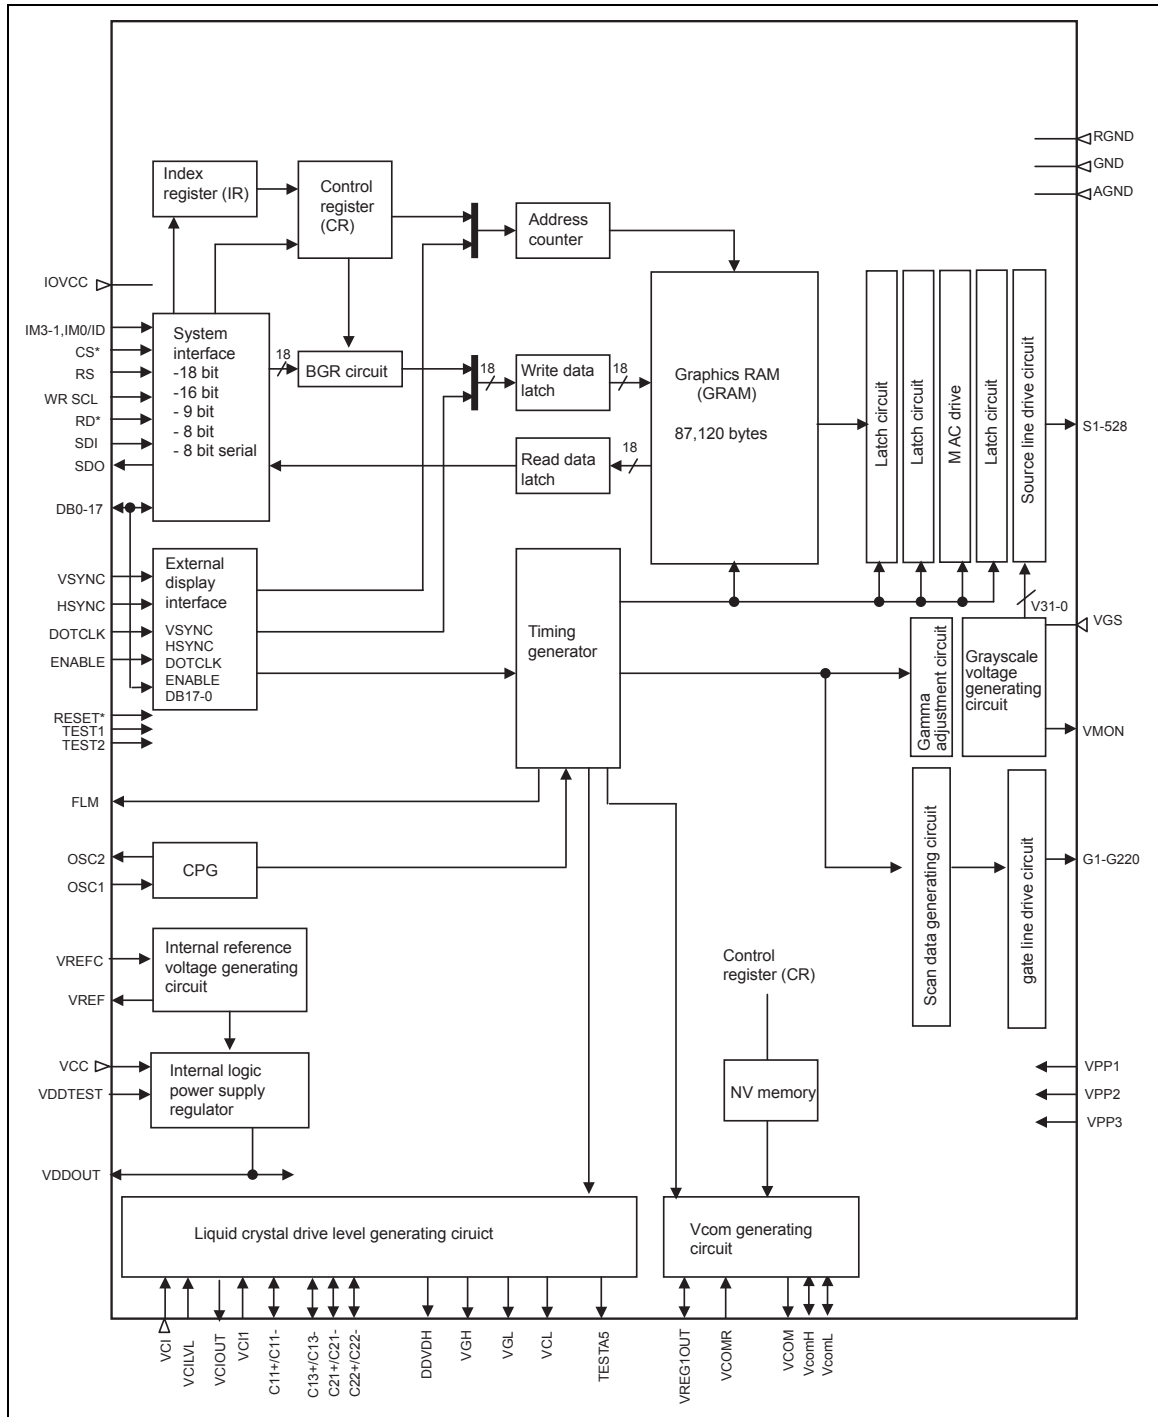 RGND
GND
AGND
Index
register (IR)
Control
register
(CR)
Address
counter
IOVCC
IM3-1,IM0/ID
CS*
RS
WR SCL
RD*
SDI
SDO
DB0-17
System
interface
-18 bit
-16 bit
- 9 bit
- 8 bit
- 8 bit serial
18
BGR circuit
18
Write data
latch
18
Read data
latch
18
Graphics RAM
(GRAM)
87,120 bytes
Latch circuit
Latch circuit
M AC drive
Latch circuit
Source line drive circuit
S1-528
VSYNC
HSYNC
DOTCLK
ENABLE
External
display
interface
VSYNC
HSYNC
DOTCLK
ENABLE
DB17-0
RESET*
TEST1
TEST2
Timing
generator
V31-0
VGS
Gamma
adjustment circuit
Grayscale
voltage
generating
circuit
VMON
FLM
OSC2
OSC1
CPG
Scan data generating circuit
gate line drive circuit
G1-G220
VREFC
VREF
Internal reference
voltage generating
circuit
Control
register (CR)
VCC
VDDTEST
Internal logic
power supply
regulator
NV memory
VPP1
VPP2
VPP3
VDDOUT
Liquid crystal drive level generating ciruict
Vcom generating
circuit
VCI
VCILVL
VCIOUT
VCI1
C11+/C11-
C13+/C13-
C21+/C21-
C22+/C22-
DDVDH
VGH
VGL
VCL
TESTA5
VREG1OUT
VCOMR
VCOM
VcomH
VcomL